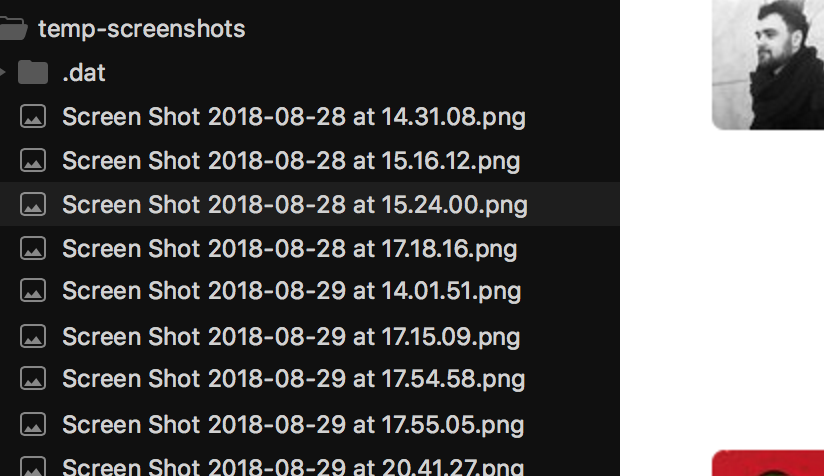 temp-screenshots
.dat
Screen Shot 2018-08-28 at 14.31.08.png
Screen Shot 2018-08-28 at 15.16.12.png
Screen Shot 2018-08-28 at 15.24.00.png
Screen Shot 2018-08-28 at 17.18.16.png
Screen Shot 2018-08-29 at 14.01.51.png
Screen Shot 2018-08-29 at 17.15.09.png
Screen Shot 2018-08-29 at 17.54.58.png
Screen Shot 2018-08-29 at 17.55.05.png
Screen Shot 2018-08-29 at 20.41.27.png